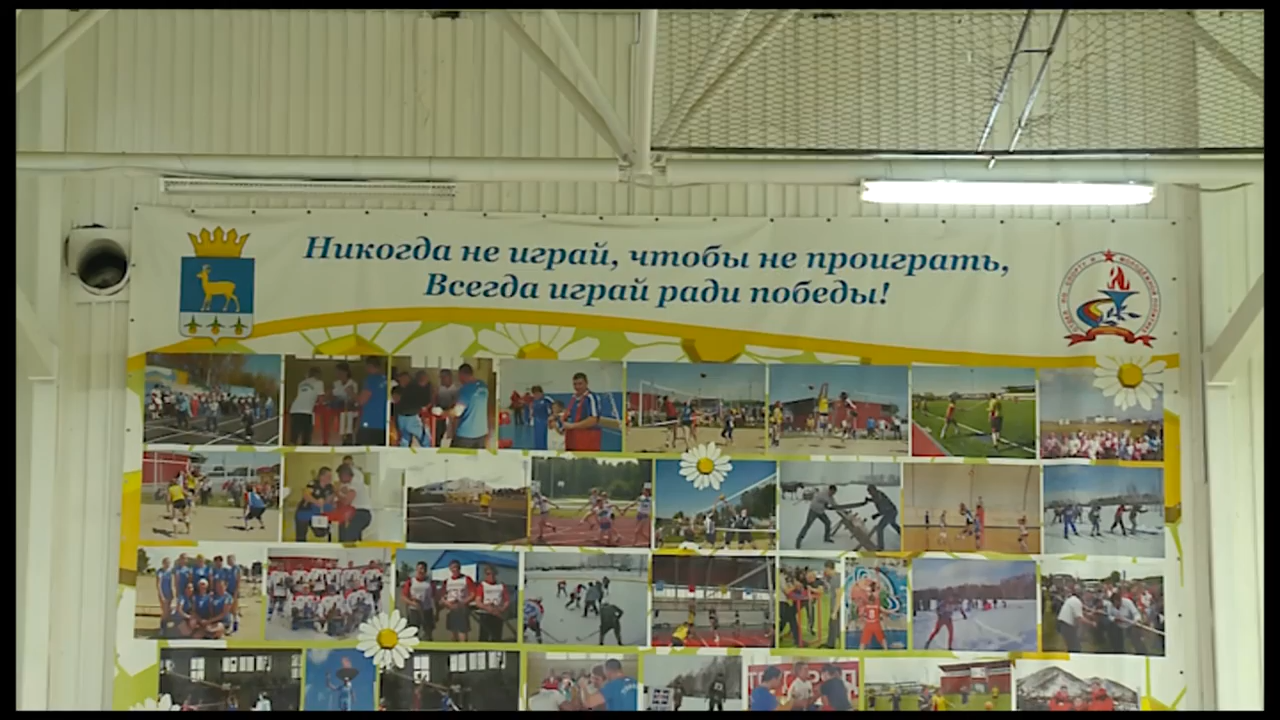 Никогда не играй, чтобы не проиграть,
Всегда играй ради победы!